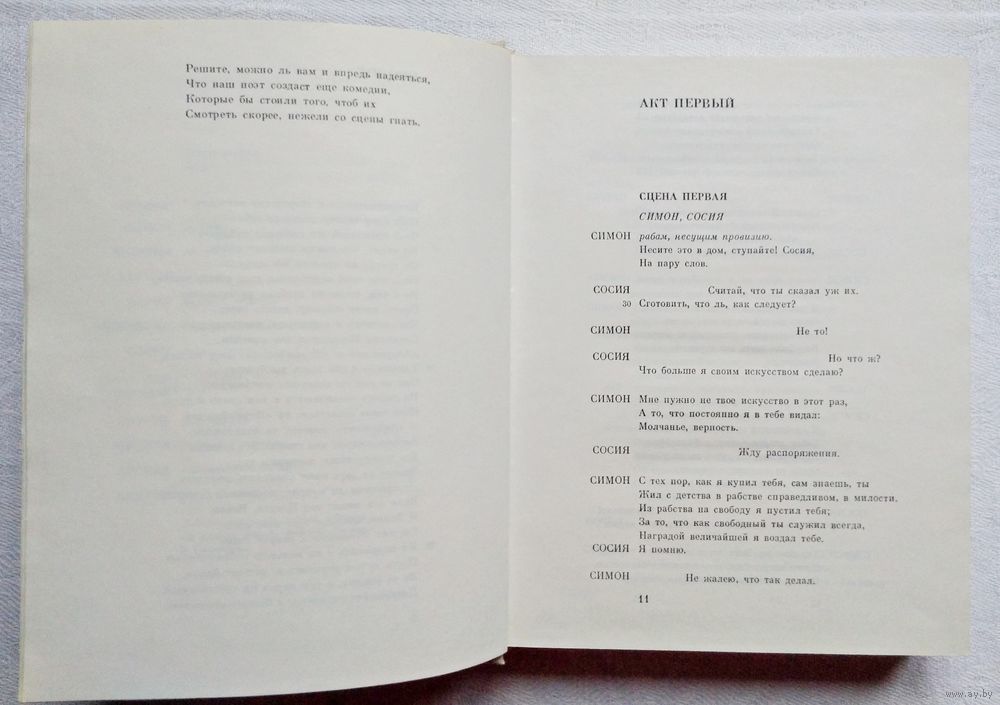 Решите, можно ль вам и впредь надеяться,
Что наш поэт создаст еще комедии,
Которые бы стоили того, чтоб их
Смотреть скорее, нежели со сцены гнать.
АКТ ПЕРВЫЙ
СЦЕНА ПЕРВАЯ
СИМОН, СОСИЯ
СИМОН рабам, несущим провизию.
Несите это в дом, ступайте! Сосия,
На пару слов.
СОСИЯ Считай, что ты сказал уж их.
30 Сготовить, что ль, как следует?
СИМОН Не то!
СОСИЯ Но что ж?
Что больше я своим искусством сделаю?
СИМОН Мне нужно не твое искусство в этот раз,
А то, что постоянно я в тебе видал:
Молчанье, верность.
СОСИЯ Жду распоряжения.
СИМОН С тех пор, как я купил тебя, сам знаешь, ты
Жил с детства в рабстве справедливом, в милости.
Из рабства на свободу я пустил тебя;
За то, что как свободный ты служил всегда,
Наградой величайшей я воздал тебе.
СОСИЯ Я помню.
СИМОН Не жалею, что так делал.
11
www.ay.by